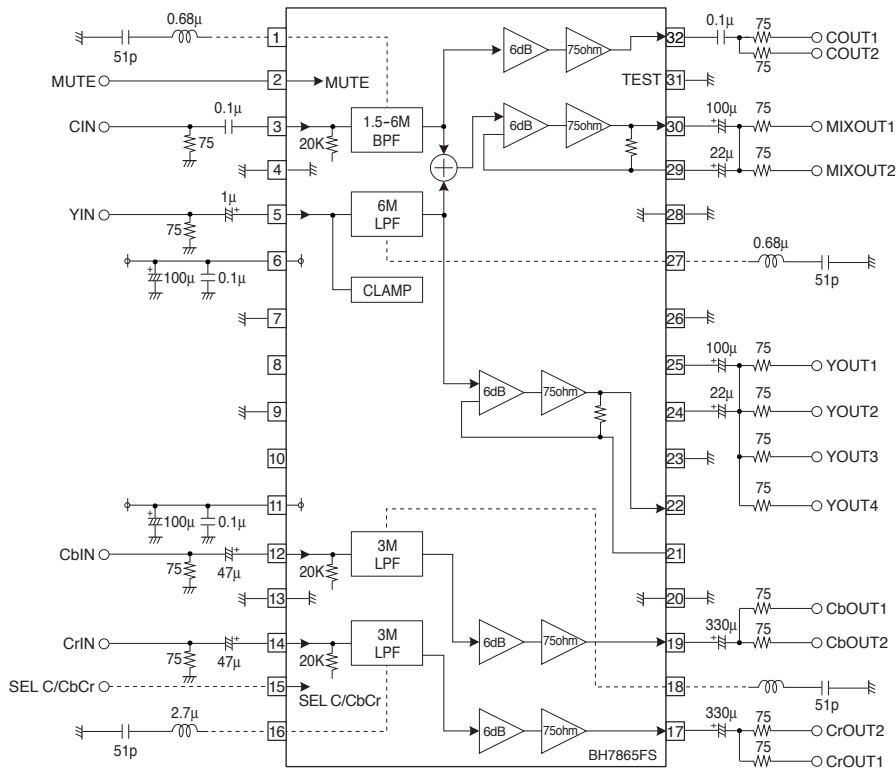 0.68μ
51p
1
MUTE
2
MUTE
CIN
0.1μ
75
3
20K
1.5–6M
BPF
4
YIN
1μ
75
5
6M
LPF
CLAMP
100μ
0.1μ
6
7
8
9
10
11
100μ
0.1μ
CbIN
75
47μ
12
20K
3M
LPF
13
CrIN
75
47μ
14
20K
3M
LPF
SEL C/CbCr
15
SEL C/CbCr
2.7μ
51p
16
6dB
75ohm
6dB
75ohm
6dB
75ohm
6dB
75ohm
6dB
75ohm
BH7865FS
32
0.1μ
75
COUT1
COUT2
75
TEST
31
30
100μ
75
MIXOUT1
29
22μ
75
MIXOUT2
28
27
0.68μ
51p
26
25
100μ
75
YOUT1
24
22μ
75
YOUT2
23
75
YOUT3
22
75
YOUT4
21
20
75
CbOUT1
19
330μ
75
CbOUT2
18
51p
17
330μ
75
CrOUT2
75
CrOUT1